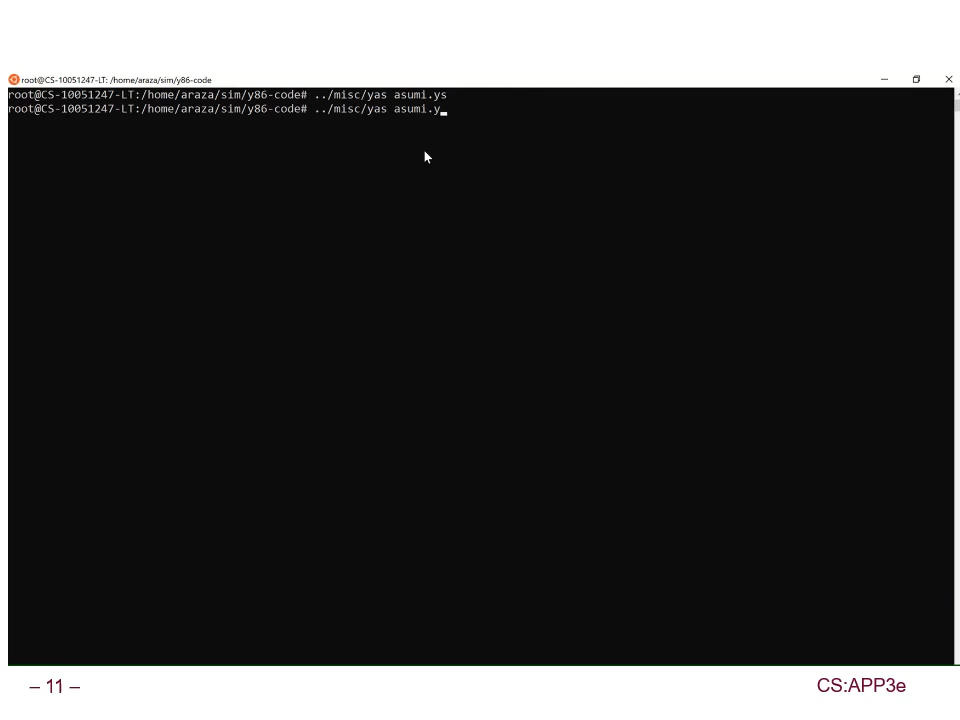 root@CS-10051247-LT: /home/araza/sim/y86-code
root@CS-10051247-LT:/home/araza/sim/y86-code# ../misc/yas asumi.ys
root@CS-10051247-LT:/home/araza/sim/y86-code# ../misc/yas asumi.y
– 11 –
CS:APP3e